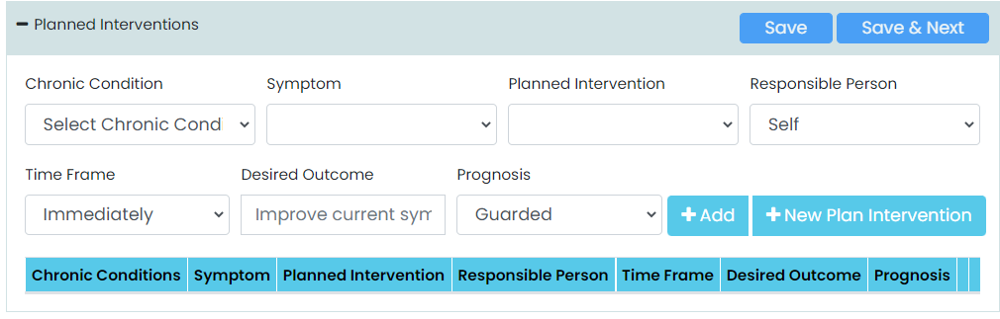 Planned Interventions
Save
Save & Next
Chronic Condition
Symptom
Planned Intervention
Responsible Person
Select Chronic Condi
Self
Time Frame
Desired Outcome
Prognosis
Immediately
Improve current sym
Guarded
Add
New Plan Intervention
Chronic Conditions Symptom Planned Intervention Responsible Person Time Frame Desired Outcome Prognosis